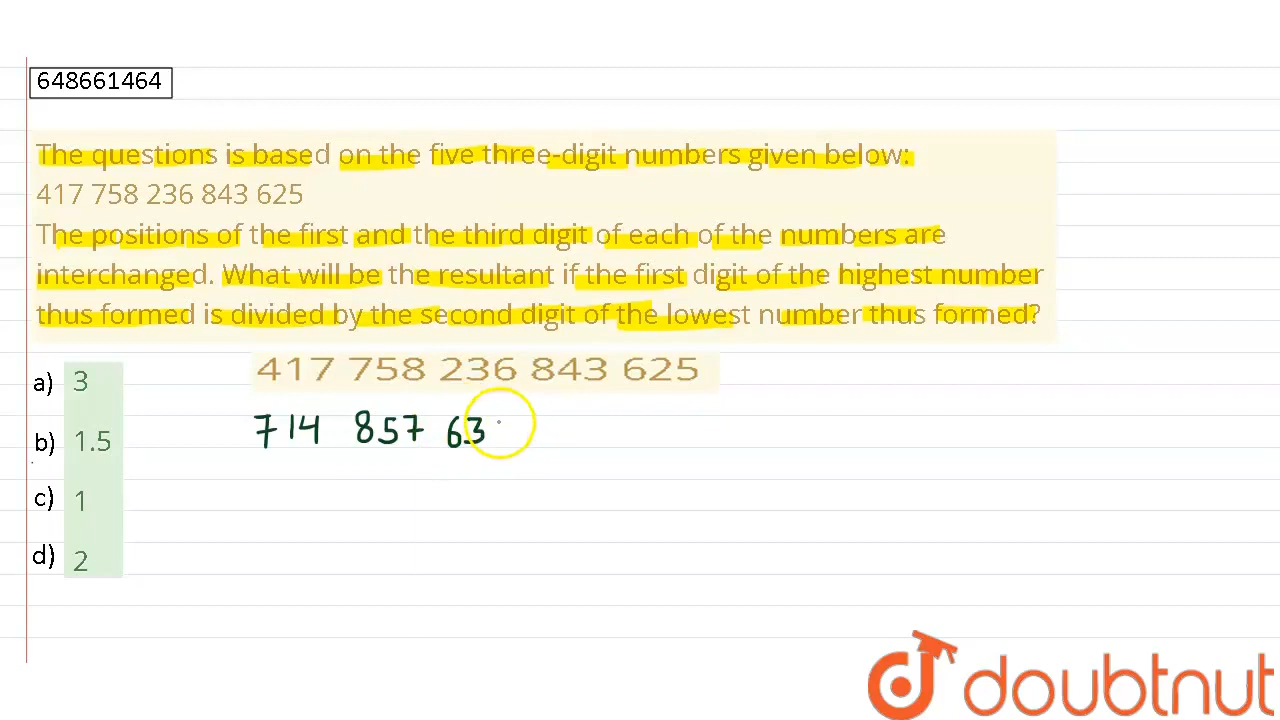 648661464
The questions is based on the five three-digit numbers given below:
417 758 236 843 625
The positions of the first and the third digit of each of the numbers are
interchanged. What will be the resultant if the first digit of the highest number
thus formed is divided by the second digit of the lowest number thus formed?
417 758 236 843 625
714 857 63
a) 3
b) 1.5
c) 1
d) 2
doubtnut